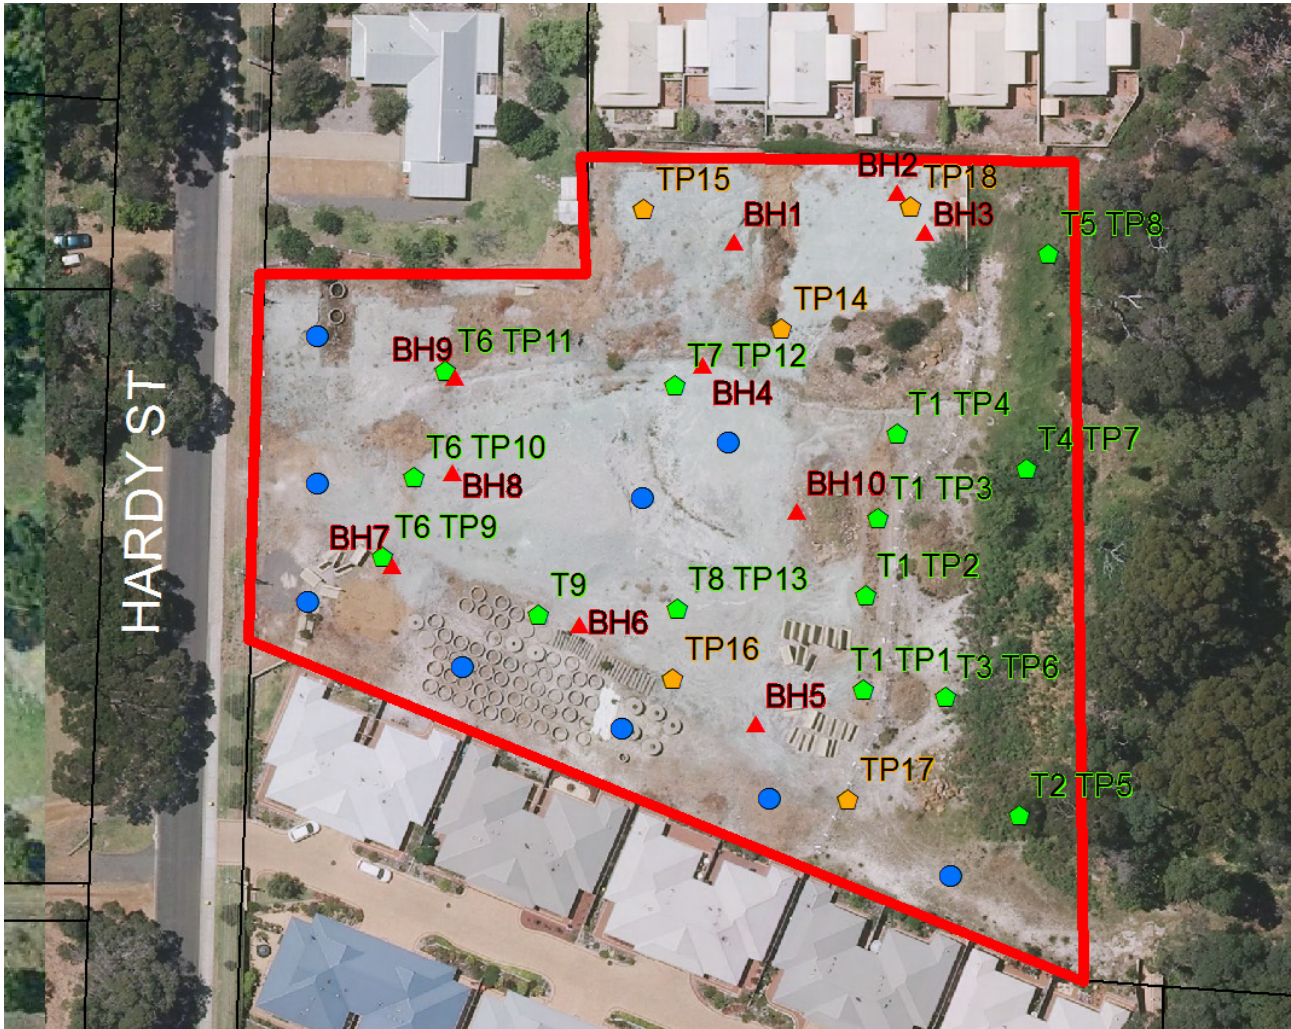 BH2
TP15
TP18
BH1
BH3
T5 TP8
TP14
BH9
T6 TP11
T7 TP12
BH4
T1 TP4
T6 TP10
T4 TP7
BH8
BH10
T1 TP3
HARDY ST
BH7
T6 TP9
T1 TP2
T9
T8 TP13
BH6
TP16
T1 TP1
T3 TP6
BH5
TP17
T2 TP5